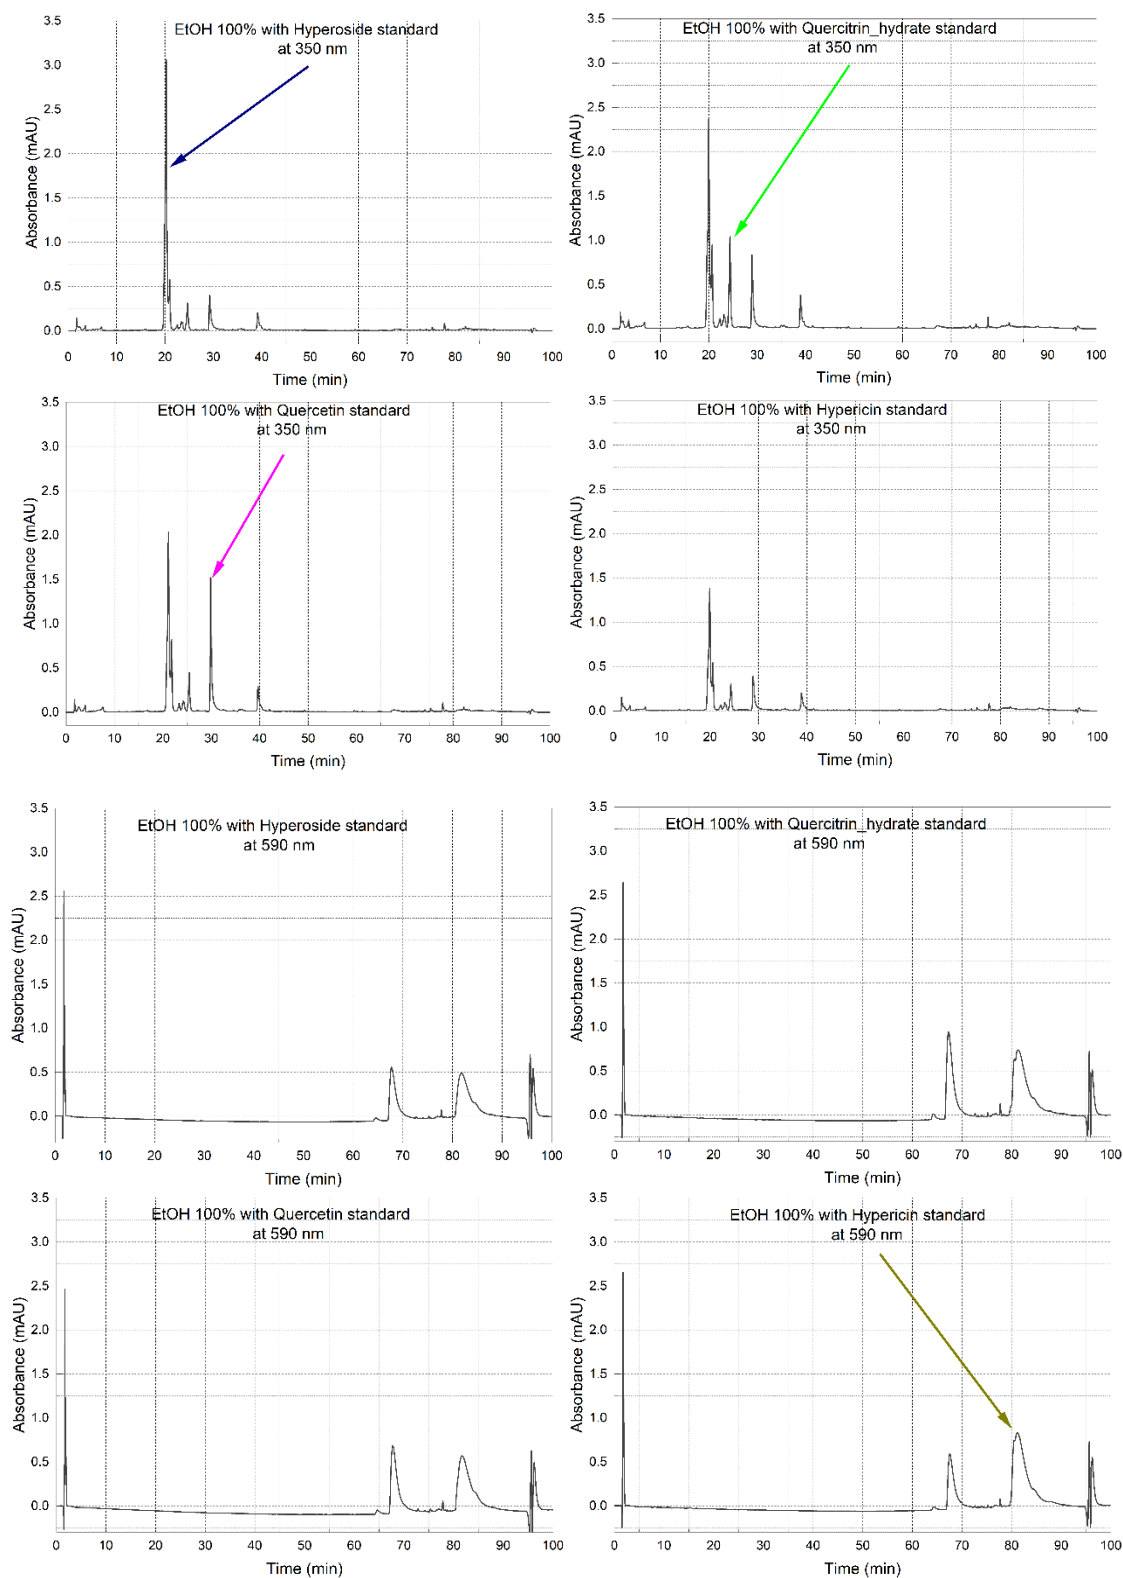 EtOH 100% with Hyperoside standard
at 350 nm
3.5
3.0
2.5
2.0
1.5
1.0
0.5
0.0
Absorbance (mAU)
0 10 20 30 40 50 60 70 80 90 100
Time (min)
EtOH 100% with Quercitrin_hydrate standard
at 350 nm
3.5
3.0
2.5
2.0
1.5
1.0
0.5
0.0
Absorbance (mAU)
0 10 20 30 40 50 60 70 80 90 100
Time (min)
EtOH 100% with Quercetin standard
at 350 nm
3.5
3.0
2.5
2.0
1.5
1.0
0.5
0.0
Absorbance (mAU)
0 10 20 30 40 50 60 70 80 90 100
Time (min)
EtOH 100% with Hypericin standard
at 350 nm
3.5
3.0
2.5
2.0
1.5
1.0
0.5
0.0
Absorbance (mAU)
0 10 20 30 40 50 60 70 80 90 100
Time (min)
EtOH 100% with Hyperoside standard
at 590 nm
3.5
3.0
2.5
2.0
1.5
1.0
0.5
0.0
Absorbance (mAU)
0 10 20 30 40 50 60 70 80 90 100
Time (min)
EtOH 100% with Quercitrin_hydrate standard
at 590 nm
3.5
3.0
2.5
2.0
1.5
1.0
0.5
0.0
Absorbance (mAU)
0 10 20 30 40 50 60 70 80 90 100
Time (min)
EtOH 100% with Quercetin standard
at 590 nm
3.5
3.0
2.5
2.0
1.5
1.0
0.5
0.0
Absorbance (mAU)
0 10 20 30 40 50 60 70 80 90 100
Time (min)
EtOH 100% with Hypericin standard
at 590 nm
3.5
3.0
2.5
2.0
1.5
1.0
0.5
0.0
Absorbance (mAU)
0 10 20 30 40 50 60 70 80 90 100
Time (min)